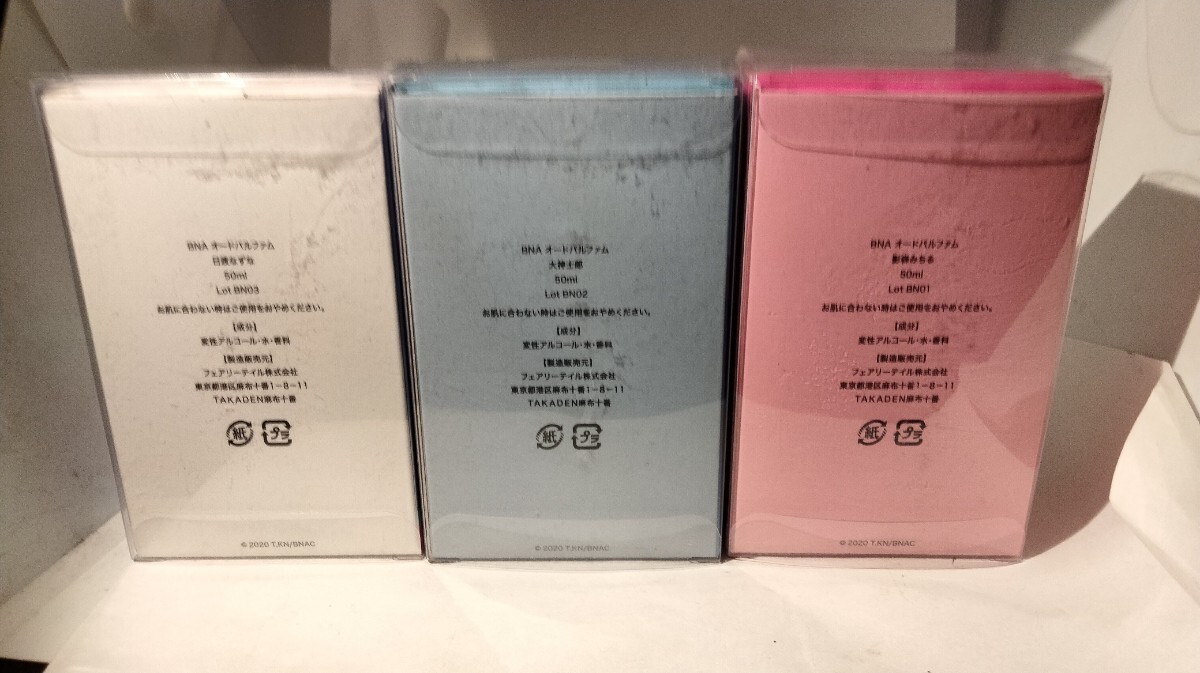 BNA オードパルファム
日渡なずな
50ml
Lot BN03
お肌に合わない時はご使用をおやめください。
【成分】
変性アルコール・水・香料
【製造販売元】
フェアリーテイル株式会社
東京都港区麻布十番1-8-11
TAKADEN麻布十番
紙 プラ
© 2020 T,KN/BNAC
BNA オードパルファム
大神士郎
50ml
Lot BN02
お肌に合わない時はご使用をおやめください。
【成分】
変性アルコール・水・香料
【製造販売元】
フェアリーテイル株式会社
東京都港区麻布十番1-8-11
TAKADEN麻布十番
紙 プラ
© 2020 T,KN/BNAC
BNA オードパルファム
影森みちる
50ml
Lot BN01
お肌に合わない時はご使用をおやめください。
【成分】
変性アルコール・水・香料
【製造販売元】
フェアリーテイル株式会社
東京都港区麻布十番1-8-11
TAKADEN麻布十番
紙 プラ
© 2020 T,KN/BNAC